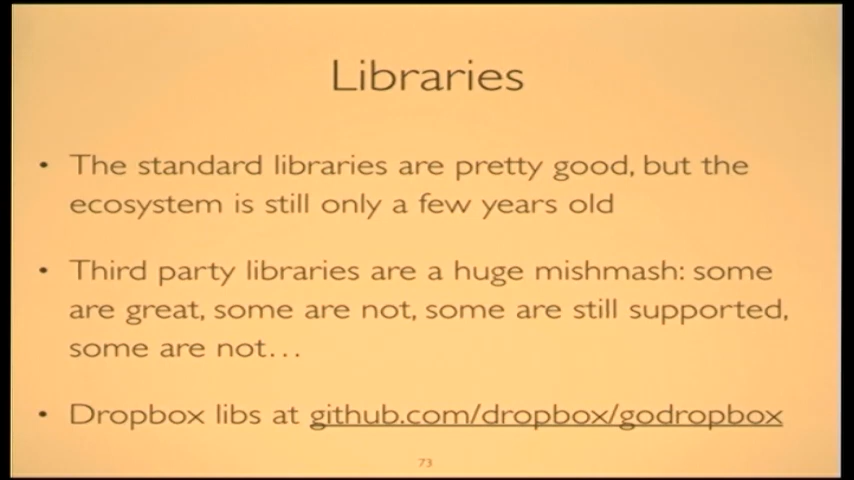 Libraries
• The standard libraries are pretty good, but the
ecosystem is still only a few years old
• Third party libraries are a huge mishmash: some
are great, some are not, some are still supported,
some are not…
• Dropbox libs at github.com/dropbox/godropbox
73